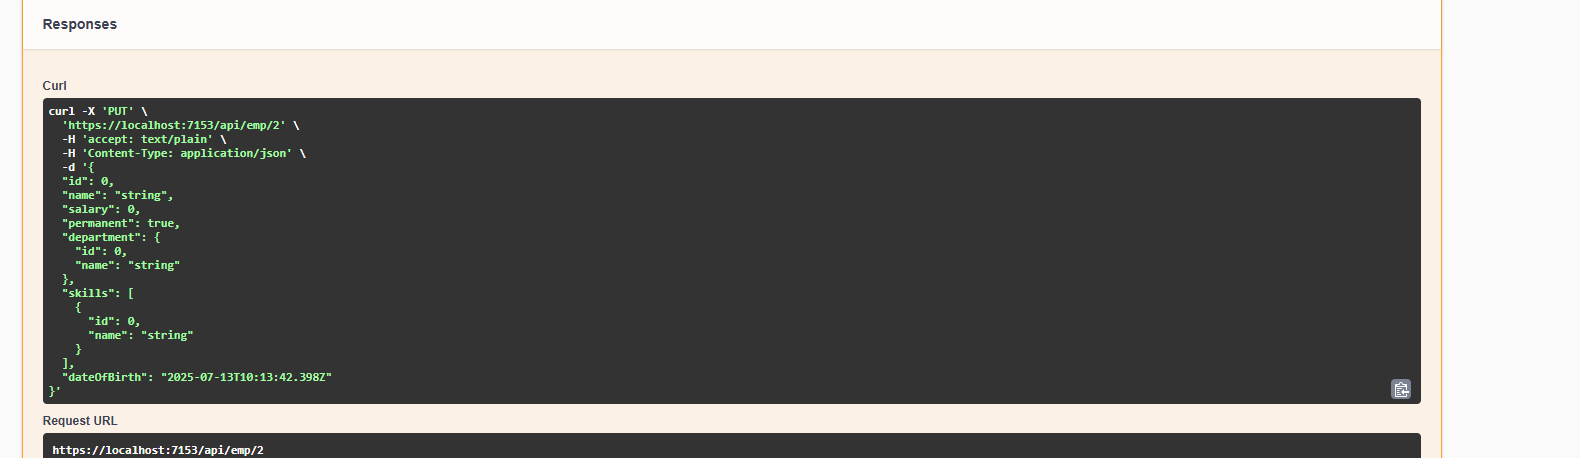 Responses
Curl
curl -X 'PUT' \
  'https://localhost:7153/api/emp/2' \
  -H 'accept: text/plain' \
  -H 'Content-Type: application/json' \
  -d '{
  "id": 0,
  "name": "string",
  "salary": 0,
  "permanent": true,
  "department": {
    "id": 0,
    "name": "string"
  },
  "skills": [
    {
      "id": 0,
      "name": "string"
    }
  ],
  "dateOfBirth": "2025-07-13T10:13:42.398Z"
}'
Request URL
https://localhost:7153/api/emp/2